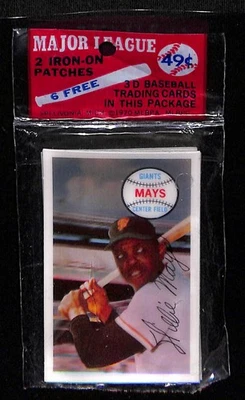 MAJOR LEAGUE
2 IRON-ON
PATCHES
49¢
6 FREE
3-D BASEBALL
TRADING CARDS
IN THIS PACKAGE
GIANTS
MAYS
CENTER FIELD
Willie Mays